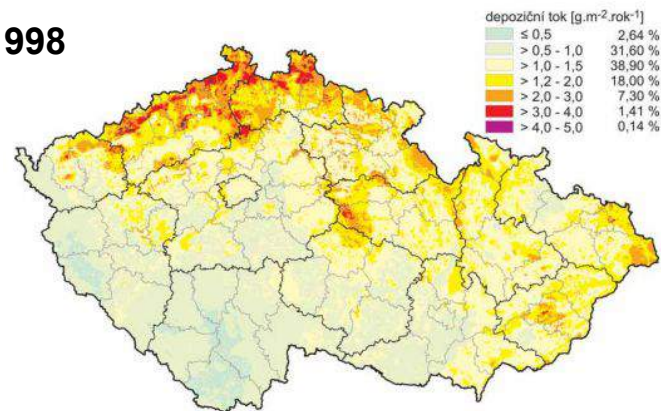 998
depoziční tok [g.m-2.rok-1]
≤ 0,5 2,64 %
> 0,5 - 1,0 31,60 %
> 1,0 - 1,5 38,90 %
> 1,2 - 2,0 18,00 %
> 2,0 - 3,0 7,30 %
> 3,0 - 4,0 1,41 %
> 4,0 - 5,0 0,14 %